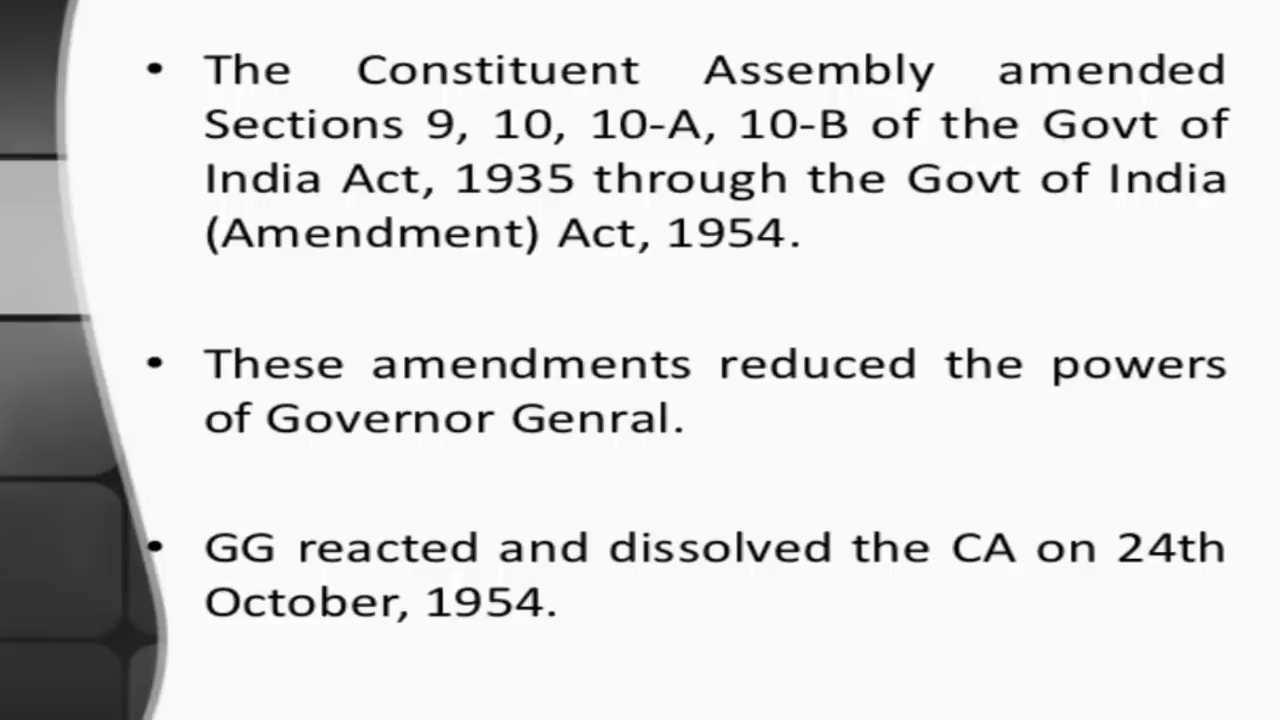 • The Constituent Assembly amended
Sections 9, 10, 10-A, 10-B of the Govt of
India Act, 1935 through the Govt of India
(Amendment) Act, 1954.
• These amendments reduced the powers
of Governor Genral.
• GG reacted and dissolved the CA on 24th
October, 1954.